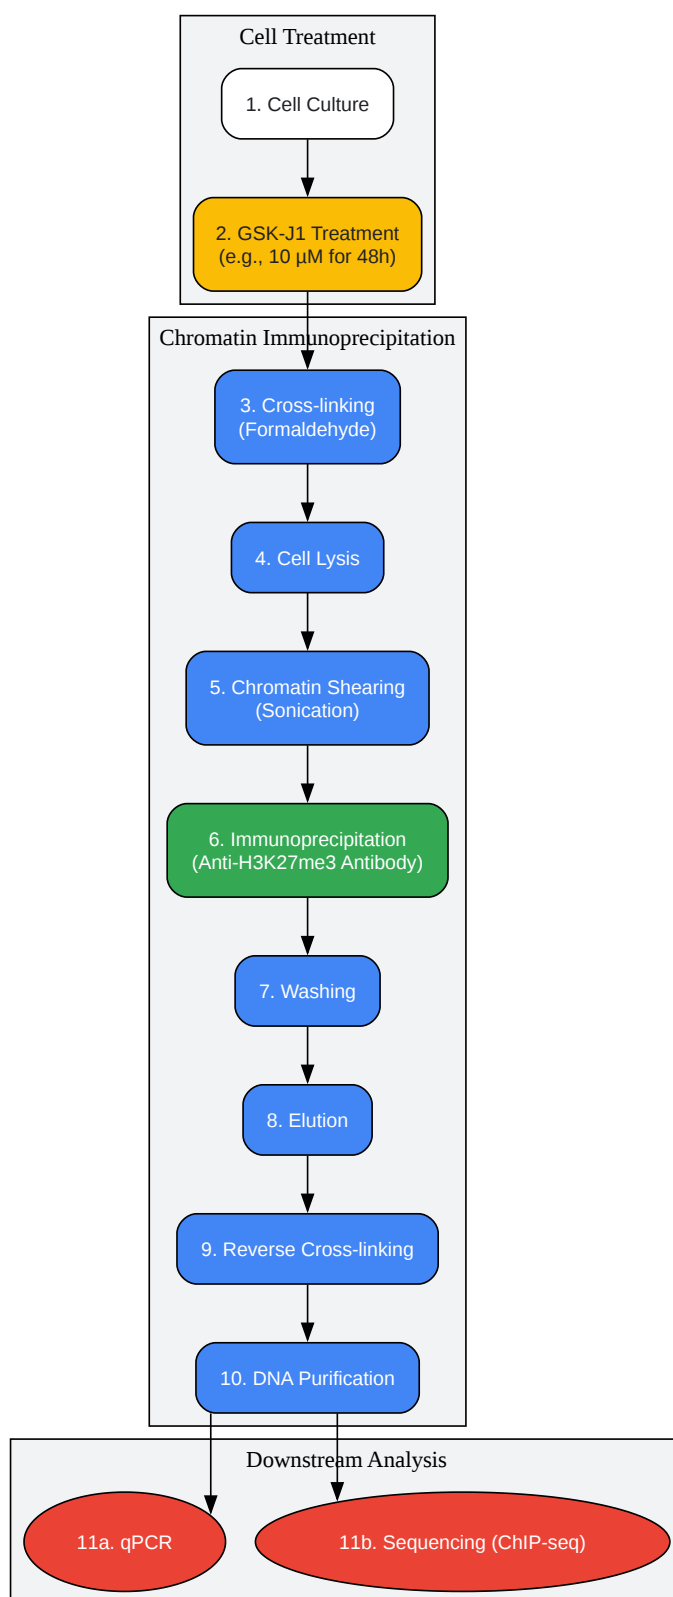 Cell Treatment
1. Cell Culture
2. GSK-J1 Treatment
(e.g., 10 µM for 48h)
Chromatin Immunoprecipitation
3. Cross-linking
(Formaldehyde)
4. Cell Lysis
5. Chromatin Shearing
(Sonication)
6. Immunoprecipitation
(Anti-H3K27me3 Antibody)
7. Washing
8. Elution
9. Reverse Cross-linking
10. DNA Purification
Downstream Analysis
11a. qPCR
11b. Sequencing (ChIP-seq)